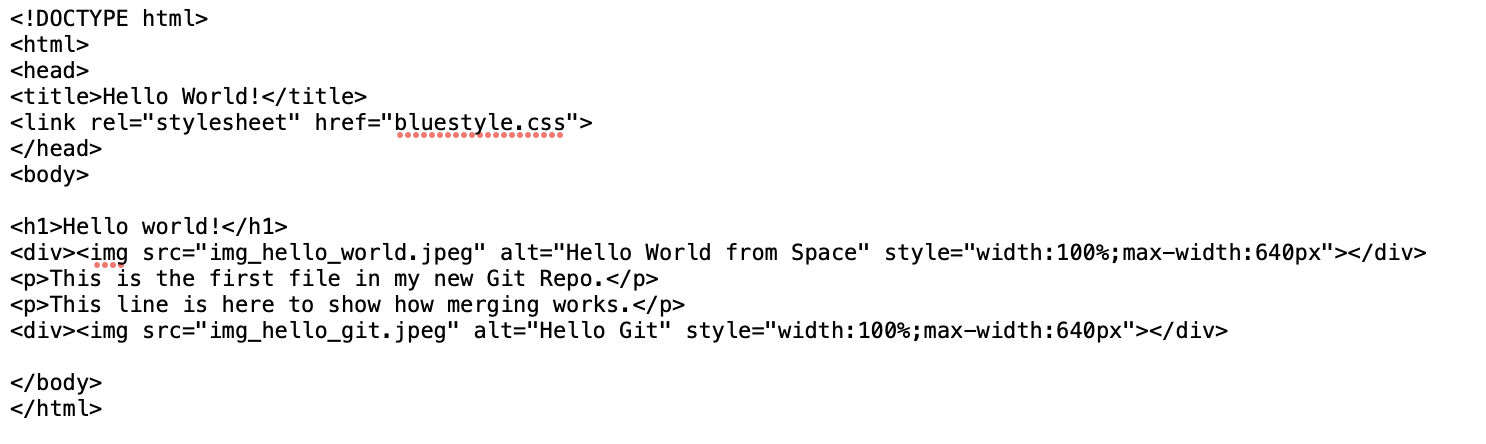 <!DOCTYPE html>
<html>
<head>
<title>Hello World!</title>
<link rel="stylesheet" href="bluestyle.css">
</head>
<body>

<h1>Hello world!</h1>
<div><img src="img_hello_world.jpeg" alt="Hello World from Space" style="width:100%;max-width:640px"></div>
<p>This is the first file in my new Git Repo.</p>
<p>This line is here to show how merging works.</p>
<div><img src="img_hello_git.jpeg" alt="Hello Git" style="width:100%;max-width:640px"></div>

</body>
</html>